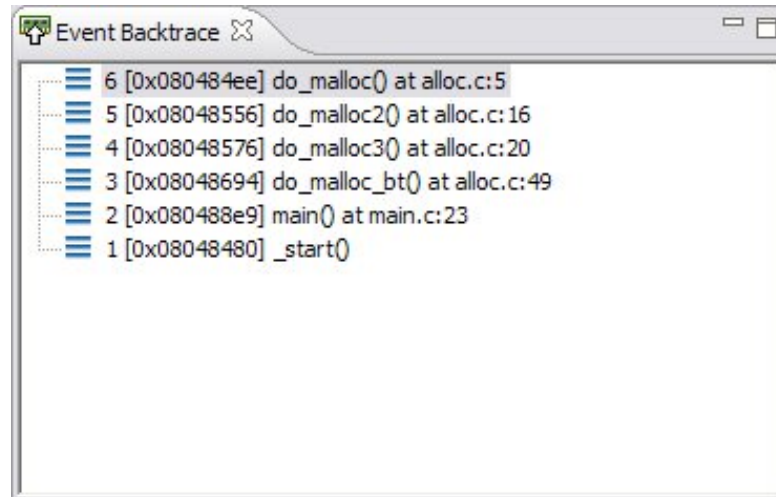 Event Backtrace
6 [0x080484ee] do_malloc() at alloc.c:5
5 [0x08048556] do_malloc2() at alloc.c:16
4 [0x08048576] do_malloc3() at alloc.c:20
3 [0x08048694] do_malloc_bt() at alloc.c:49
2 [0x080488e9] main() at main.c:23
1 [0x08048480] _start()